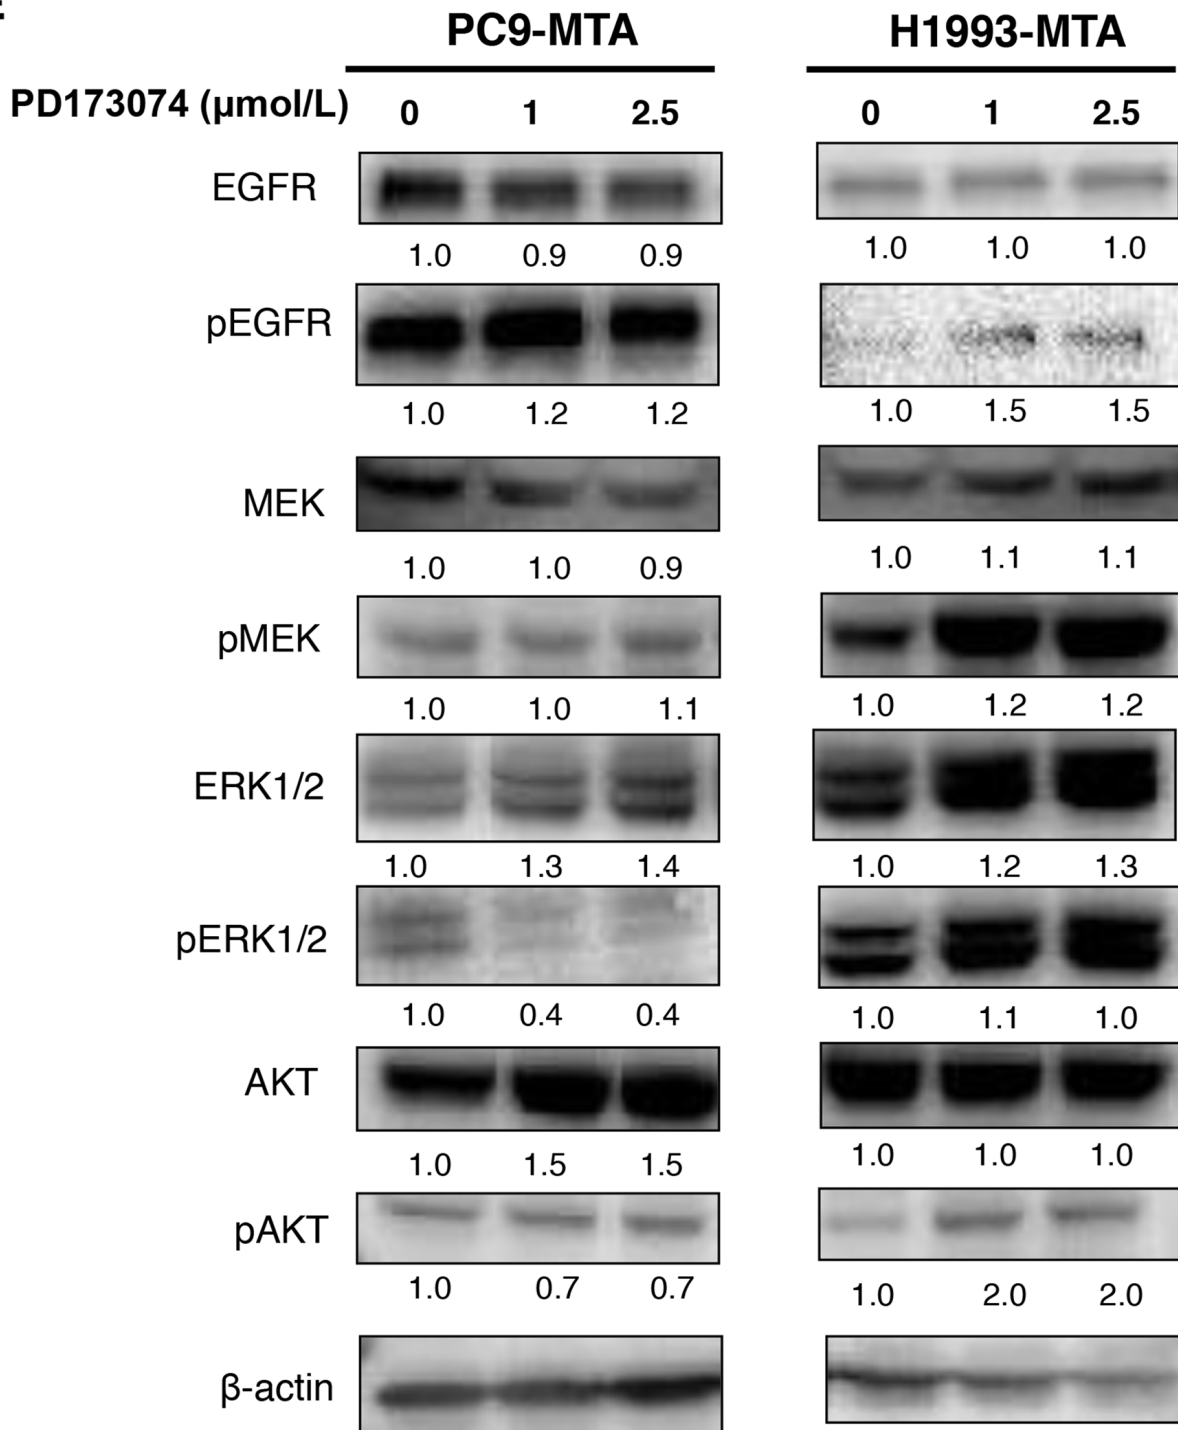 PC9-MTA H1993-MTA
PD173074 (µmol/L) 0 1 2.5 0 1 2.5
EGFR
1.0 0.9 0.9 1.0 1.0 1.0
pEGFR
1.0 1.2 1.2 1.0 1.5 1.5
MEK
1.0 1.0 0.9 1.0 1.1 1.1
pMEK
1.0 1.0 1.1 1.0 1.2 1.2
ERK1/2
1.0 1.3 1.4 1.0 1.2 1.3
pERK1/2
1.0 0.4 0.4 1.0 1.1 1.0
AKT
1.0 1.5 1.5 1.0 1.0 1.0
pAKT
1.0 0.7 0.7 1.0 2.0 2.0
β-actin